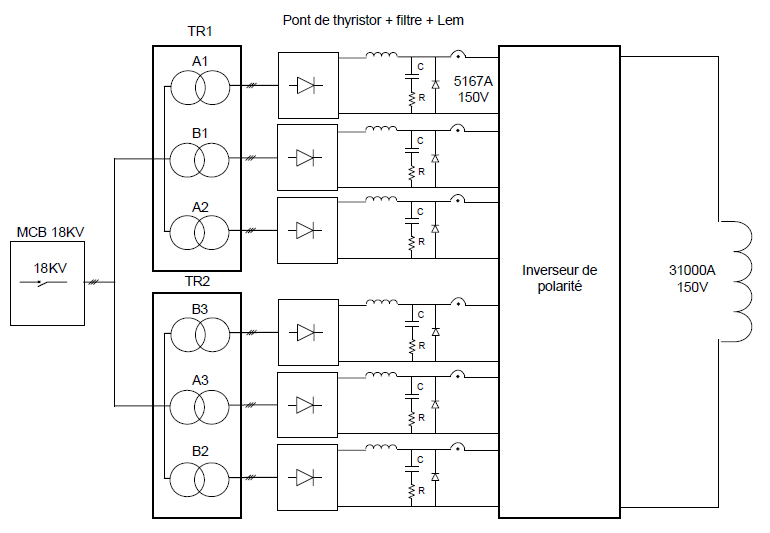 Pont de thyristor + filtre + Lem
TR1
A1
C
R
5167A
150V
B1
C
R
A2
C
R
MCB 18KV
18KV
Inverseur de
polarité
31000A
150V
TR2
B3
C
R
A3
C
R
B2
C
R